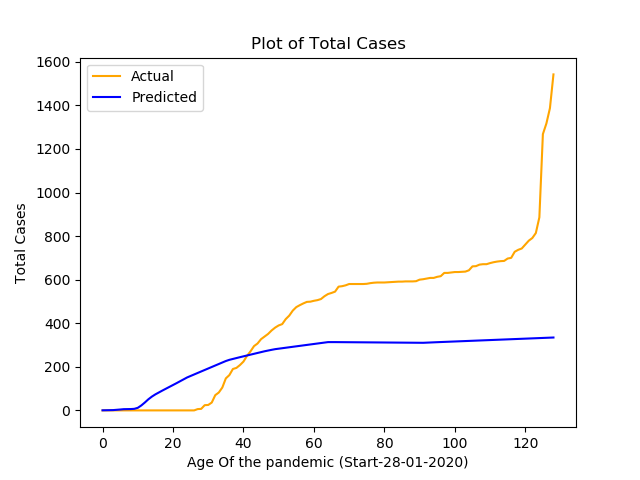 Plot of Total Cases
Actual
Predicted
1600
1400
1200
1000
800
600
400
200
0
Total Cases
0 20 40 60 80 100 120
Age Of the pandemic (Start-28-01-2020)